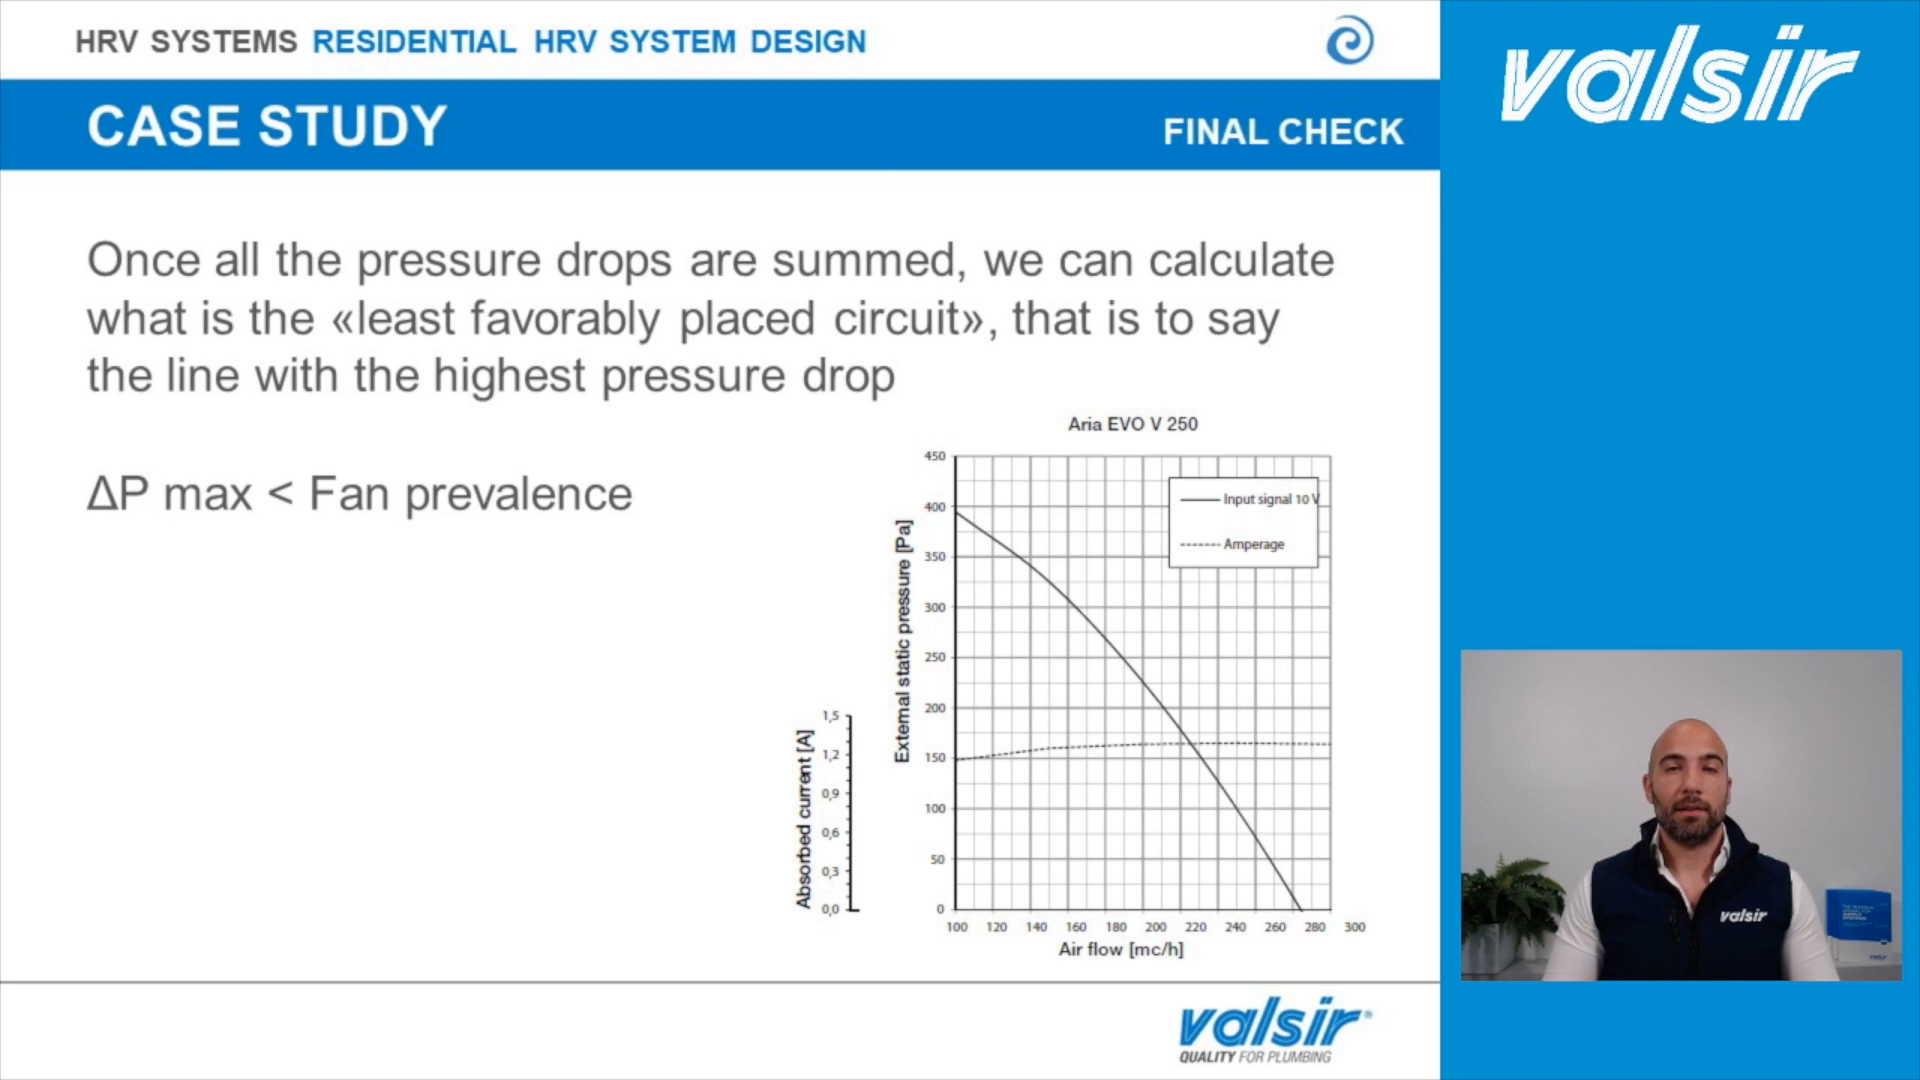 HRV SYSTEMS RESIDENTIAL HRV SYSTEM DESIGN
CASE STUDY
FINAL CHECK
valsir
Once all the pressure drops are summed, we can calculate
what is the «least favorably placed circuit», that is to say
the line with the highest pressure drop
ΔP max < Fan prevalence
Aria EVO V 250
Input signal 10 V
Amperage
External static pressure [Pa]
450
400
350
300
250
200
150
100
50
0
Absorbed current [A]
1,5
1,2
0,9
0,6
0,3
0,0
100 120 140 160 180 200 220 240 260 280 300
Air flow [mc/h]
valsir
valsir®
QUALITY FOR PLUMBING